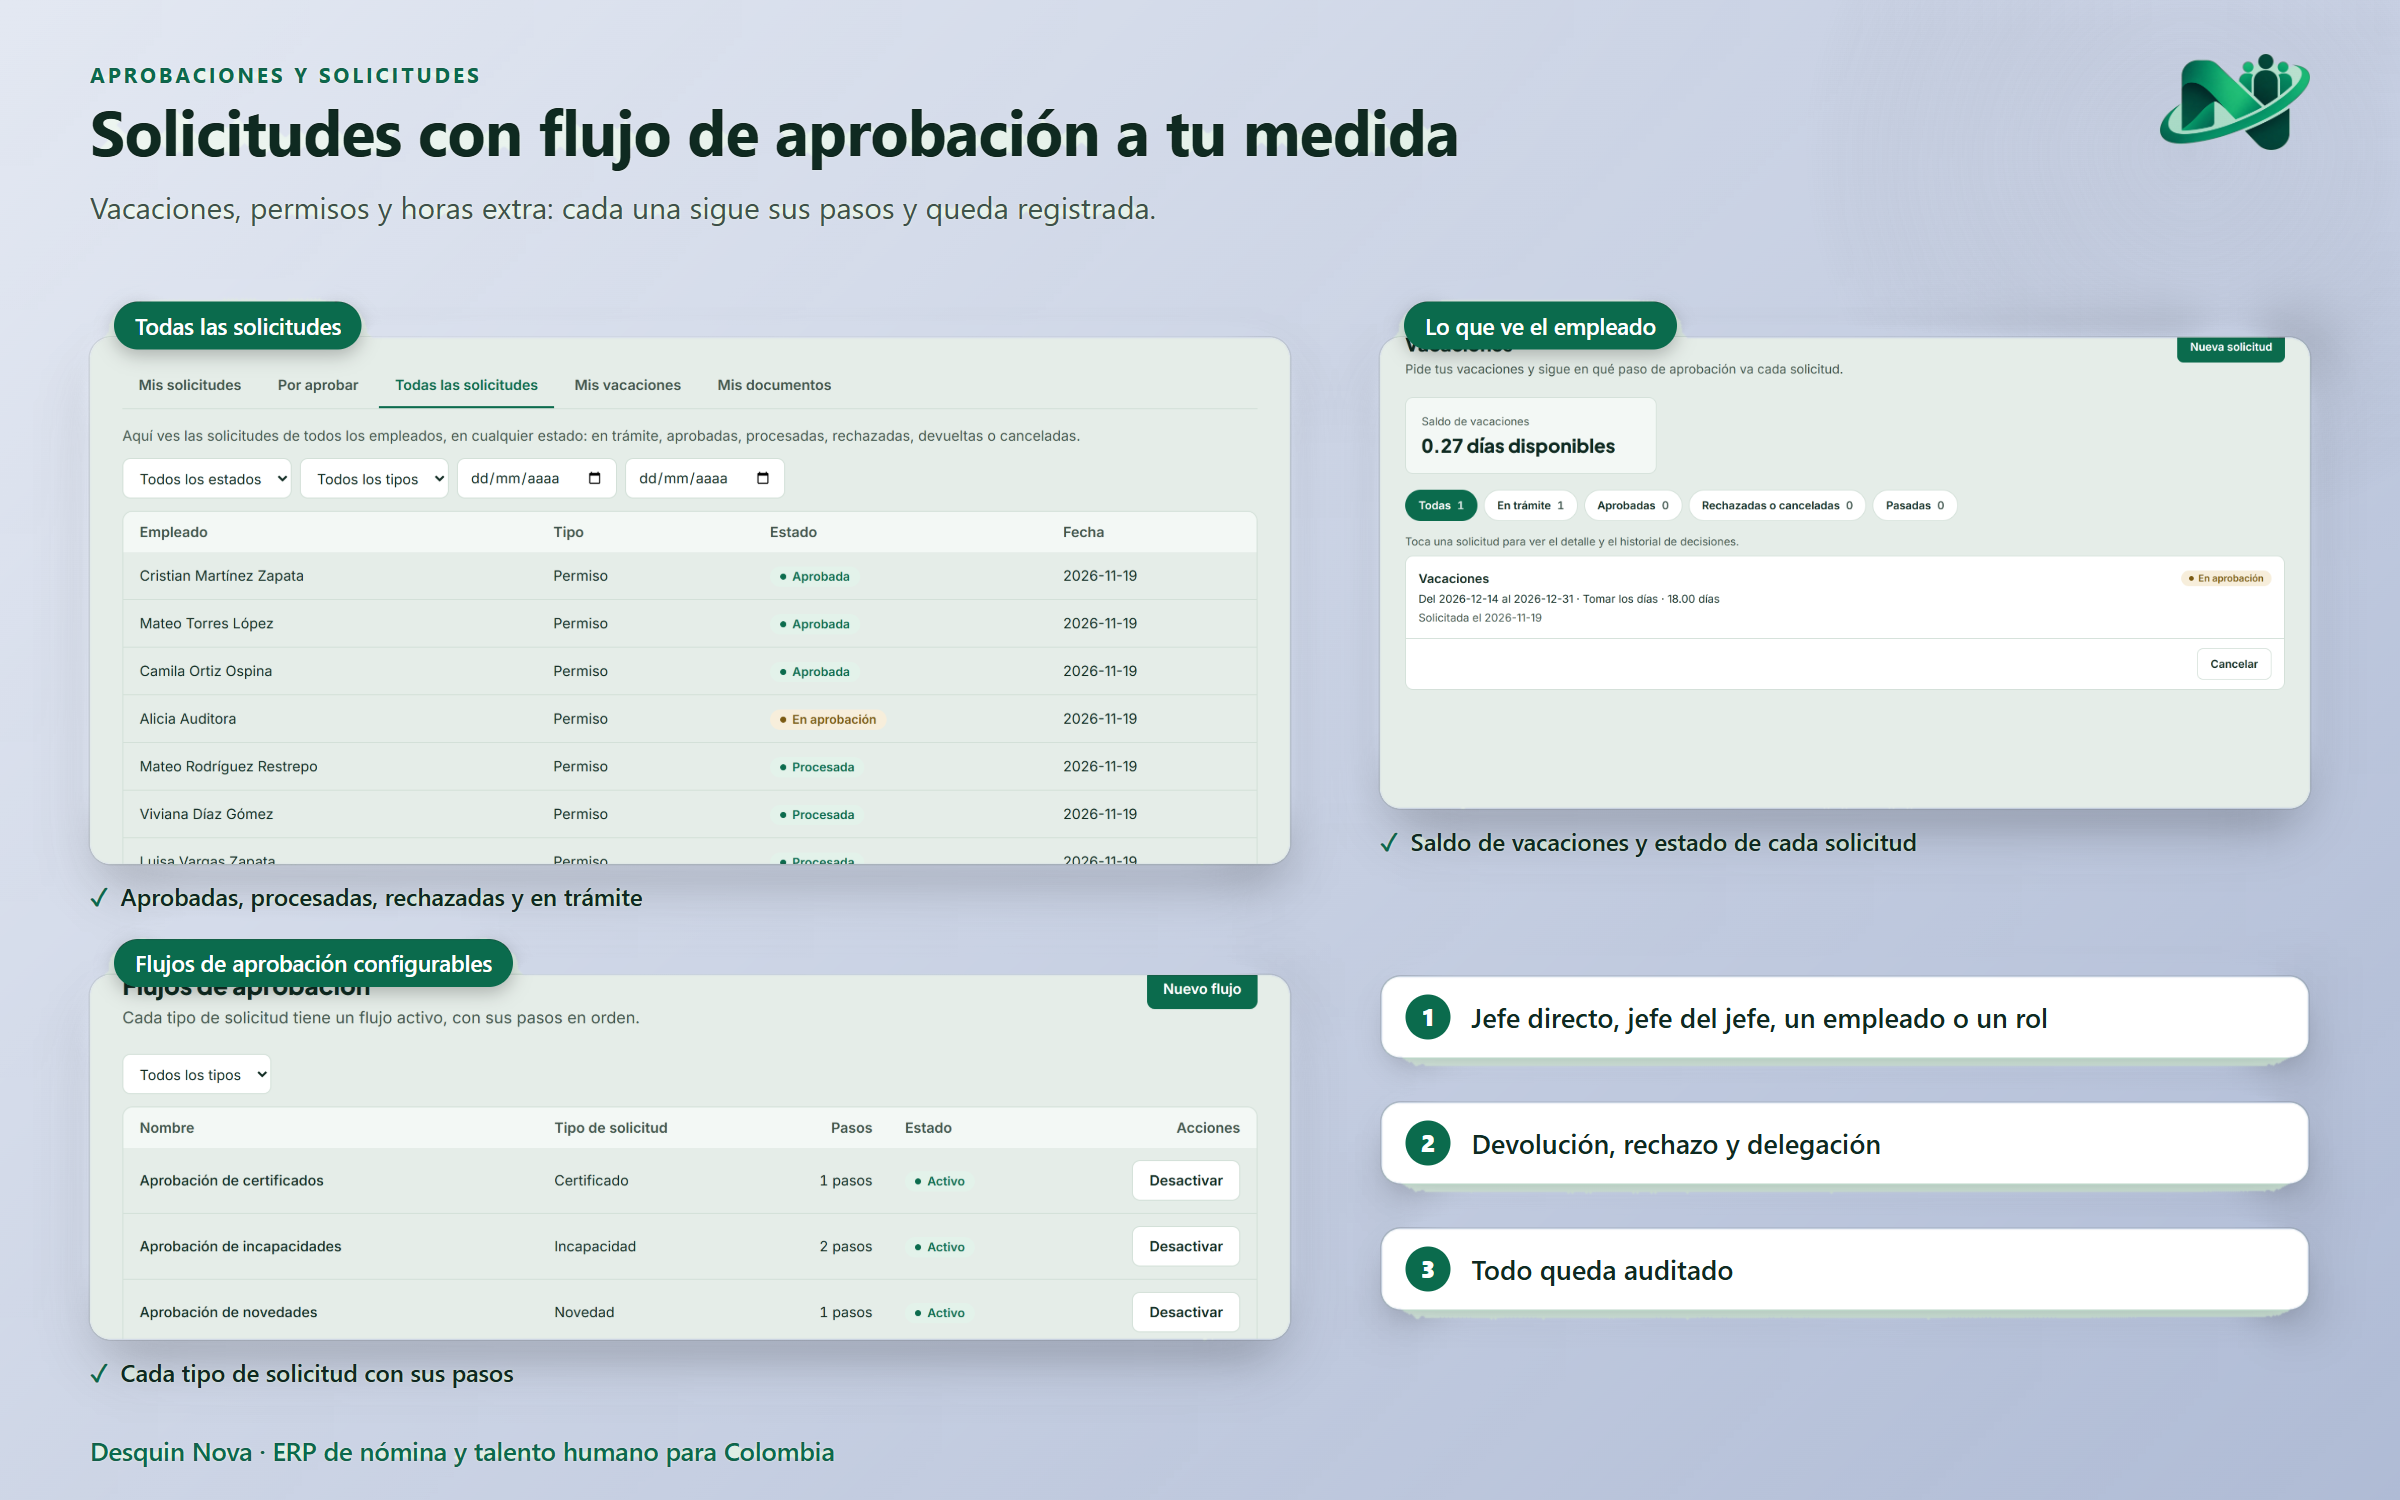 APROBACIONES Y SOLICITUDES
Solicitudes con flujo de aprobación a tu medida
Vacaciones, permisos y horas extra: cada una sigue sus pasos y queda registrada.
Todas las solicitudes
Mis solicitudes Por aprobar Todas las solicitudes Mis vacaciones Mis documentos
Aquí ves las solicitudes de todos los empleados, en cualquier estado: en trámite, aprobadas, procesadas, rechazadas, devueltas o canceladas.
Todos los estados Todos los tipos dd/mm/aaaa dd/mm/aaaa
Empleado Tipo Estado Fecha
Cristian Martínez Zapata Permiso Aprobada 2026-11-19
Mateo Torres López Permiso Aprobada 2026-11-19
Camila Ortiz Ospina Permiso Aprobada 2026-11-19
Alicia Auditora Permiso En aprobación 2026-11-19
Mateo Rodríguez Restrepo Permiso Procesada 2026-11-19
Viviana Díaz Gómez Permiso Procesada 2026-11-19
Luisa Vargas Zapata Permiso Procesada 2026-11-19
✓ Aprobadas, procesadas, rechazadas y en trámite
Lo que ve el empleado
Vacaciones Nueva solicitud
Pide tus vacaciones y sigue en qué paso de aprobación va cada solicitud.
Saldo de vacaciones
0.27 días disponibles
Todas 1 En trámite 1 Aprobadas 0 Rechazadas o canceladas 0 Pasadas 0
Toca una solicitud para ver el detalle y el historial de decisiones.
Vacaciones En aprobación
Del 2026-12-14 al 2026-12-31 · Tomar los días · 18.00 días
Solicitada el 2026-11-19
Cancelar
✓ Saldo de vacaciones y estado de cada solicitud
Flujos de aprobación configurables
Flujos de aprobación Nuevo flujo
Cada tipo de solicitud tiene un flujo activo, con sus pasos en orden.
Todos los tipos
Nombre Tipo de solicitud Pasos Estado Acciones
Aprobación de certificados Certificado 1 pasos Activo Desactivar
Aprobación de incapacidades Incapacidad 2 pasos Activo Desactivar
Aprobación de novedades Novedad 1 pasos Activo Desactivar
✓ Cada tipo de solicitud con sus pasos
1 Jefe directo, jefe del jefe, un empleado o un rol
2 Devolución, rechazo y delegación
3 Todo queda auditado
Desquin Nova · ERP de nómina y talento humano para Colombia